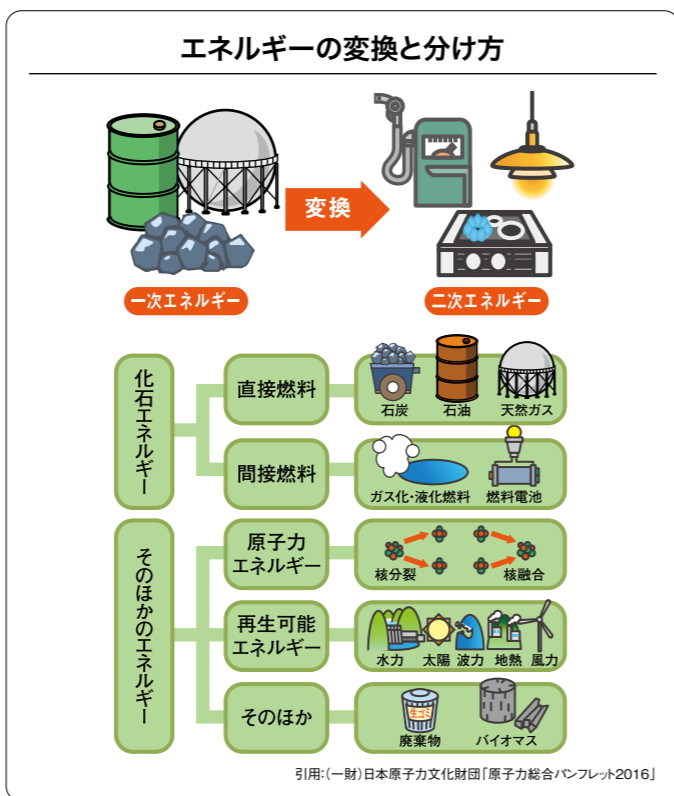 エネルギーの変換と分け方
変換
一次エネルギー
二次エネルギー
化石エネルギー
直接燃料
石炭
石油
天然ガス
間接燃料
ガス化・液化燃料
燃料電池
そのほかのエネルギー
原子力
エネルギー
核分裂
核融合
再生可能
エネルギー
水力
太陽
波力
地熱
風力
そのほか
生ゴミ
廃棄物
バイオマス
引用:(一財)日本原子力文化財団「原子力総合パンフレット2016」